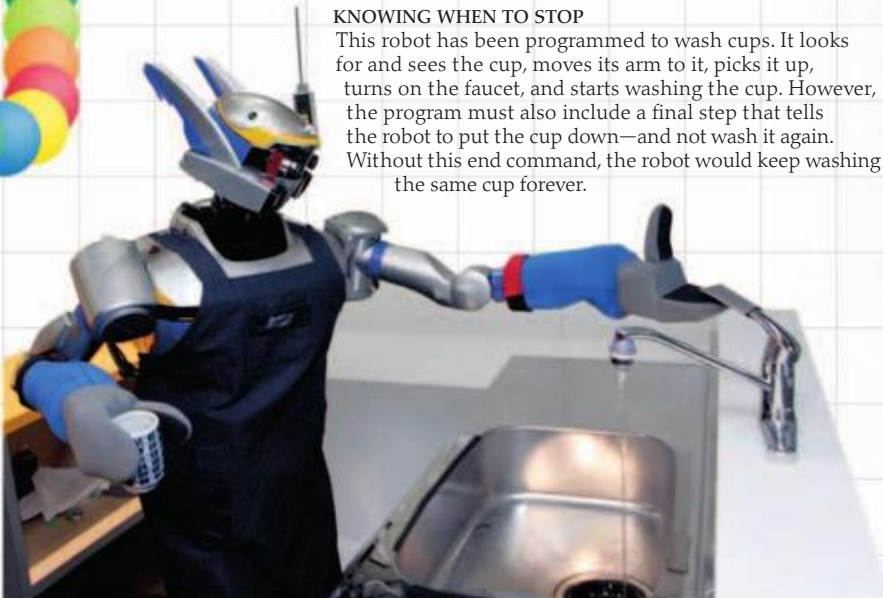 KNOWING WHEN TO STOP
This robot has been programmed to wash cups. It looks
for and sees the cup, moves its arm to it, picks it up,
turns on the faucet, and starts washing the cup. However,
the program must also include a final step that tells
the robot to put the cup down—and not wash it again.
Without this end command, the robot would keep washing
the same cup forever.